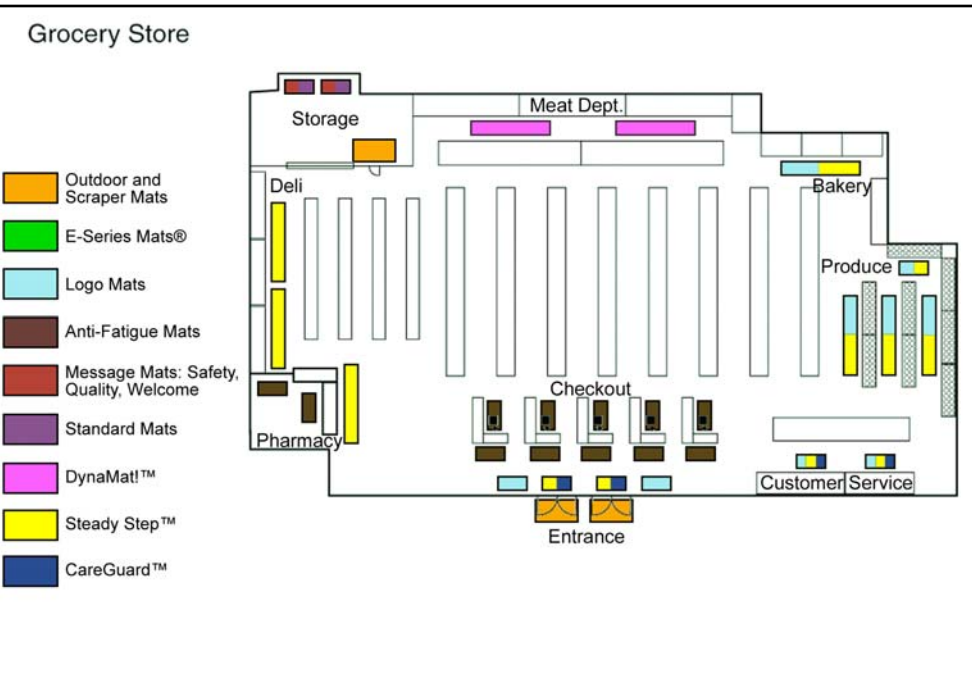 Grocery Store
Storage
Meat Dept.
Deli
Bakery
Produce
Checkout
Pharmacy
Customer Service
Entrance
Outdoor and
Scraper Mats
E-Series Mats®
Logo Mats
Anti-Fatigue Mats
Message Mats: Safety,
Quality, Welcome
Standard Mats
DynaMat!™
Steady Step™
CareGuard™